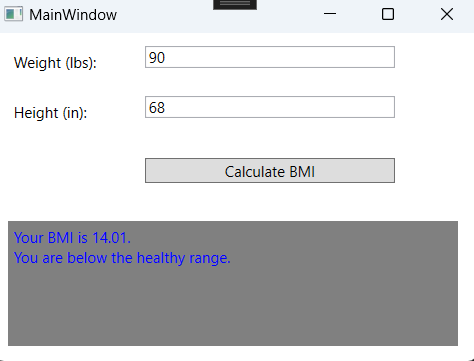 MainWindow
Weight (lbs):
90
Height (in):
68
Calculate BMI
Your BMI is 14.01.
You are below the healthy range.